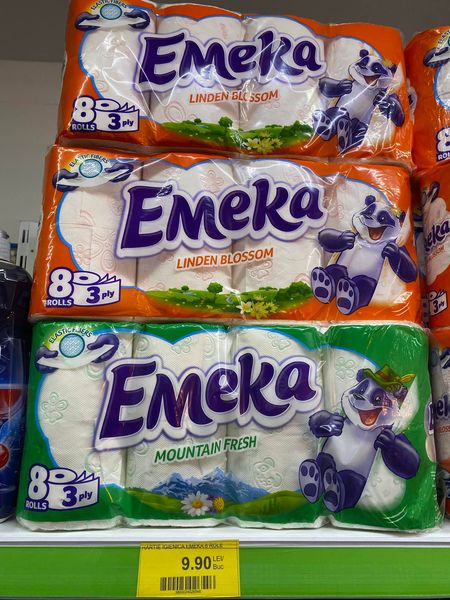 ELASTIC FIBERS
EMEKA
LINDEN BLOSSOM
8 3 ply
ROLLS
ELASTIC FIBERS
EMEKA
LINDEN BLOSSOM
8 3 ply
ROLLS
ELASTIC FIBERS
EMEKA
MOUNTAIN FRESH
8 3 ply
ROLLS
HARTIE IGIENICA EMEKA 8 ROLE
9.90 LEI/
Buc